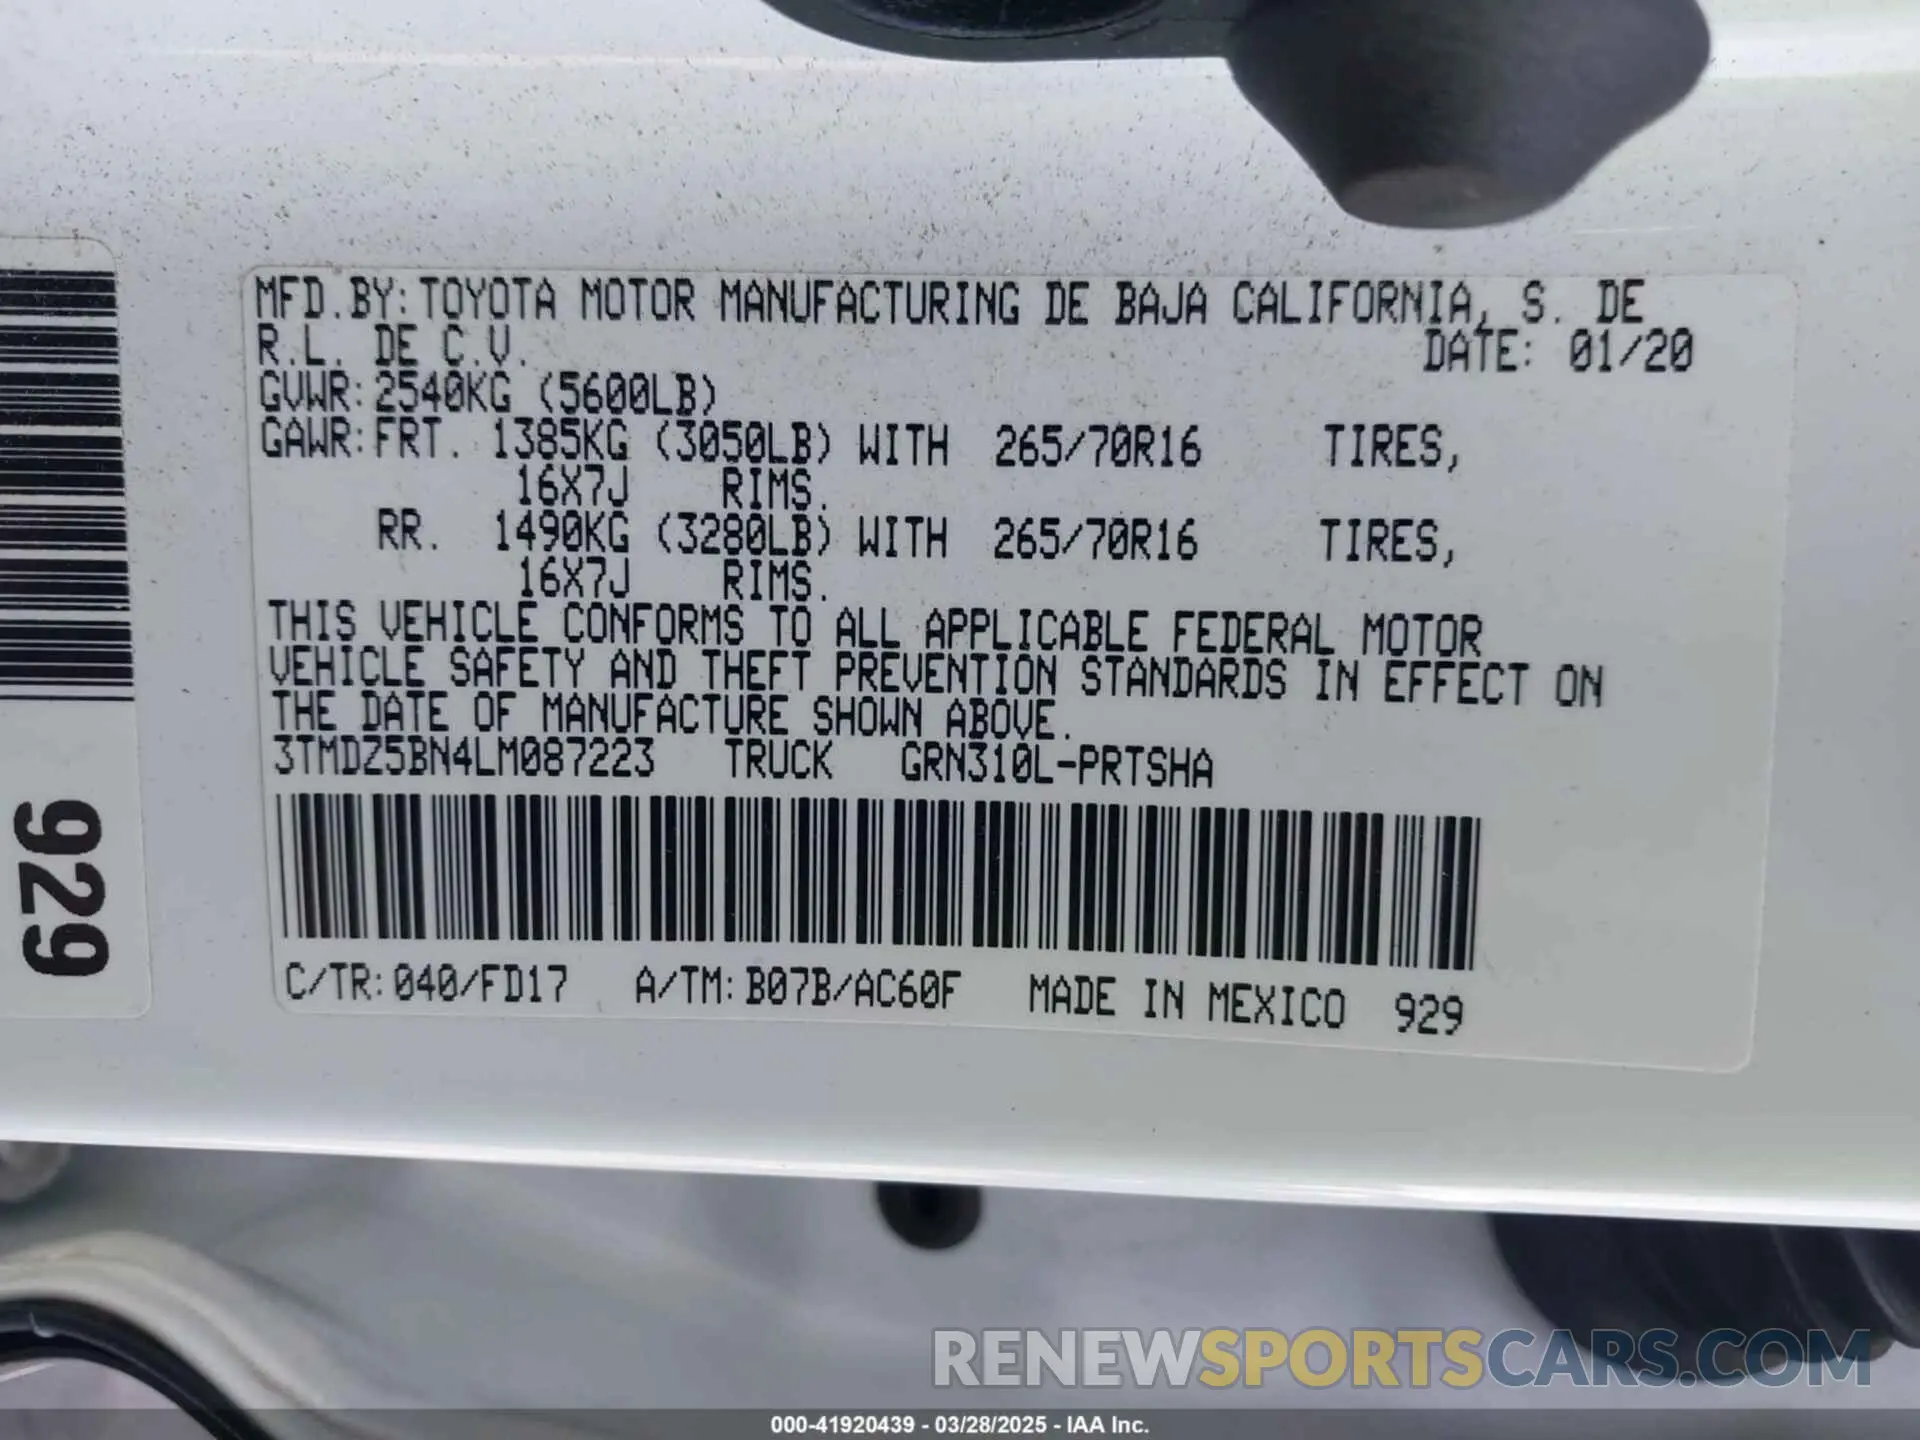 MFD.BY:TOYOTA MOTOR MANUFACTURING DE BAJA CALIFORNIA, S. DE
R.L. DE C.V. DATE: 01/20
GVWR:2540KG (5600LB)
GAWR:FRT. 1385KG (3050LB) WITH 265/70R16 TIRES,
16X7J RIMS.
RR. 1490KG (3280LB) WITH 265/70R16 TIRES,
16X7J RIMS.
THIS VEHICLE CONFORMS TO ALL APPLICABLE FEDERAL MOTOR
VEHICLE SAFETY AND THEFT PREVENTION STANDARDS IN EFFECT ON
THE DATE OF MANUFACTURE SHOWN ABOVE.
3TMDZ5BN4LM087223 TRUCK GRN310L-PRTSHA
C/TR:040/FD17 A/TM:B07B/AC60F MADE IN MEXICO 929
929
RENEWSPORTSCARS.COM
000-41920439 - 03/28/2025 - IAA Inc.